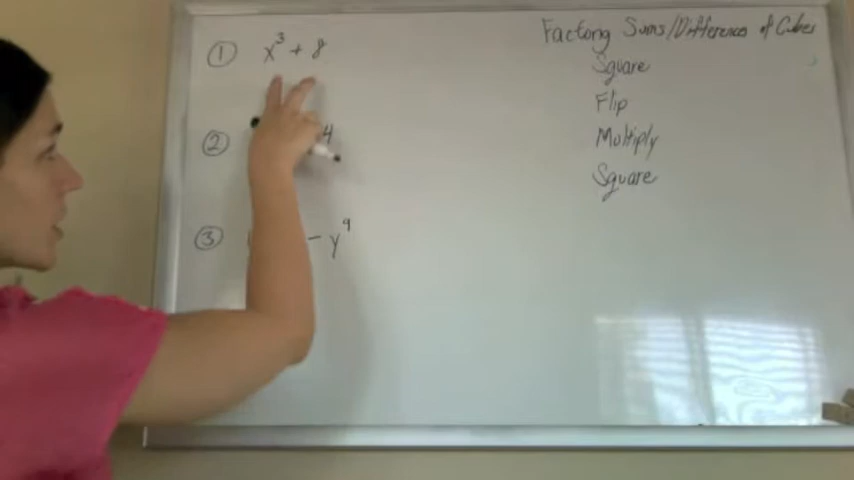 Factoring Sums/Differences of Cubes
Square
Flip
Multiply
Square
① x³ + 8
② 4
③ - y⁹